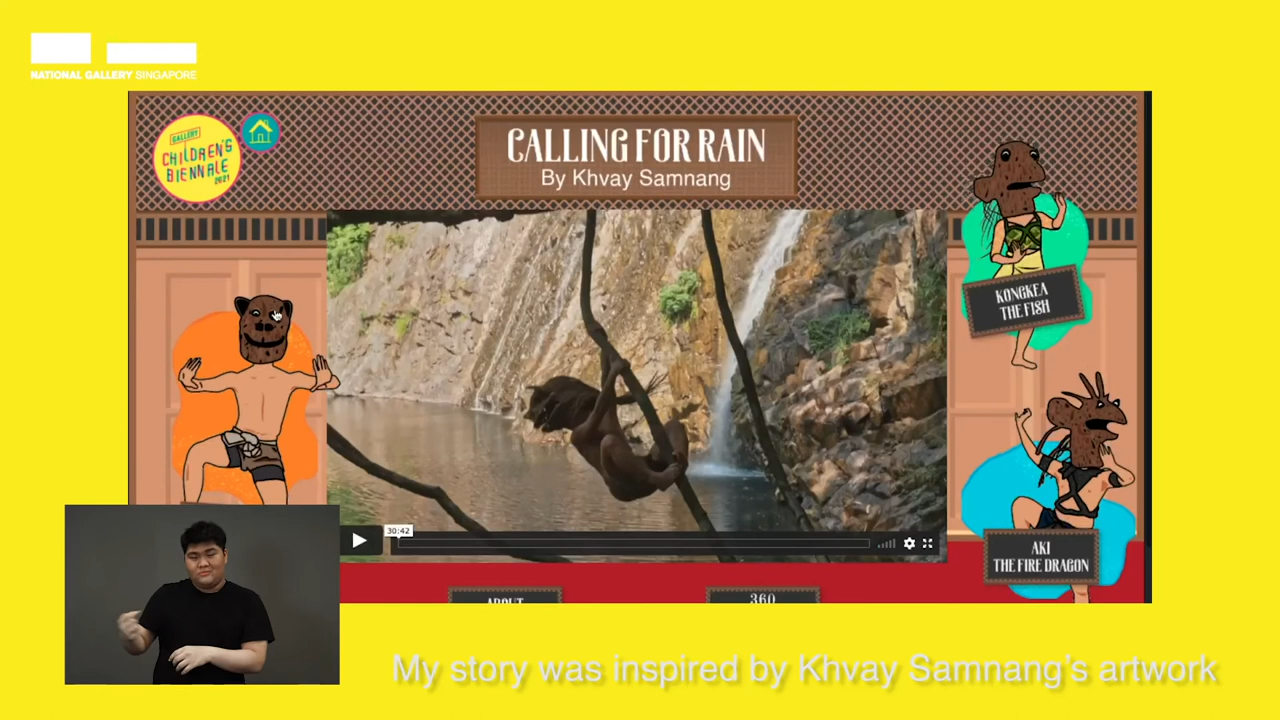 NATIONAL GALLERY SINGAPORE
GALLERY
CHILDREN'S
BIENNALE
2021
CALLING FOR RAIN
By Khvay Samnang
KONGKEA
THE FISH
30:42
AKI
THE FIRE DRAGON
ABOUT
360
My story was inspired by Khvay Samnang's artwork